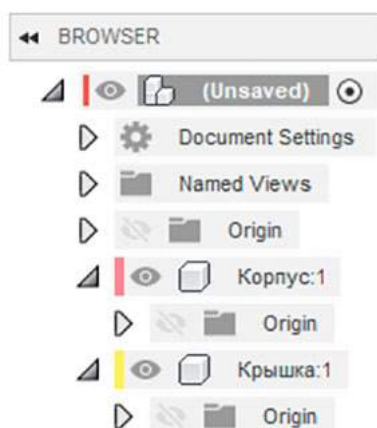 BROWSER
(Unsaved)
Document Settings
Named Views
Origin
Корпус:1
Origin
Крышка:1
Origin